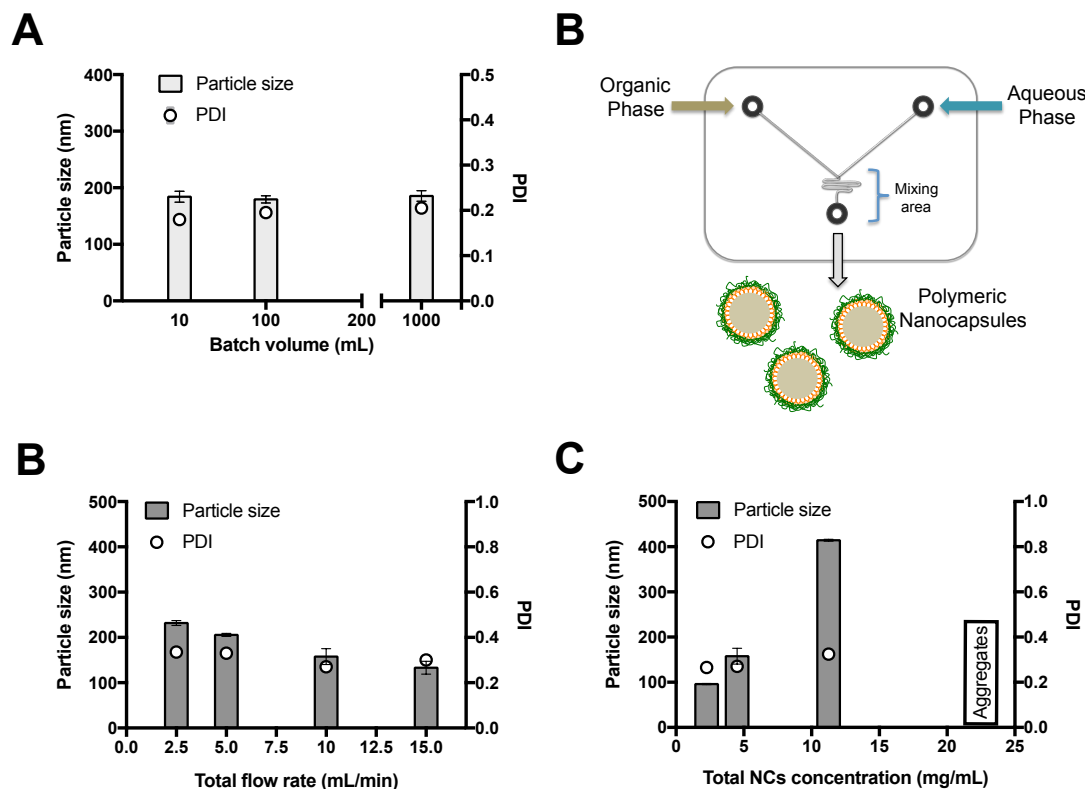 A
Particle size
PDI
Particle size (nm)
400
300
200
100
0
0.5
0.4
0.3
0.2
0.1
0.0
PDI
10 100 200 1000
Batch volume (mL)
B
Organic
Phase
Aqueous
Phase
Mixing
area
Polymeric
Nanocapsules
B
Particle size
PDI
Particle size (nm)
500
400
300
200
100
0
1.0
0.8
0.6
0.4
0.2
0.0
PDI
0.0 2.5 5.0 7.5 10 12.5 15.0
Total flow rate (mL/min)
C
Particle size
PDI
Particle size (nm)
500
400
300
200
100
0
1.0
0.8
0.6
0.4
0.2
0.0
PDI
Aggregates
0 5 10 15 20 25
Total NCs concentration (mg/mL)